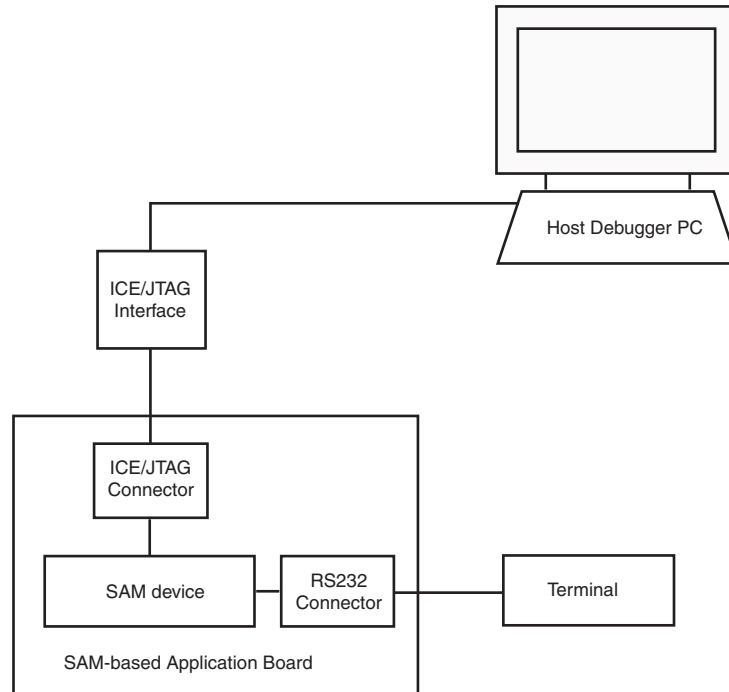 Host Debugger PC
ICE/JTAG
Interface
ICE/JTAG
Connector
SAM device
RS232
Connector
Terminal
SAM-based Application Board